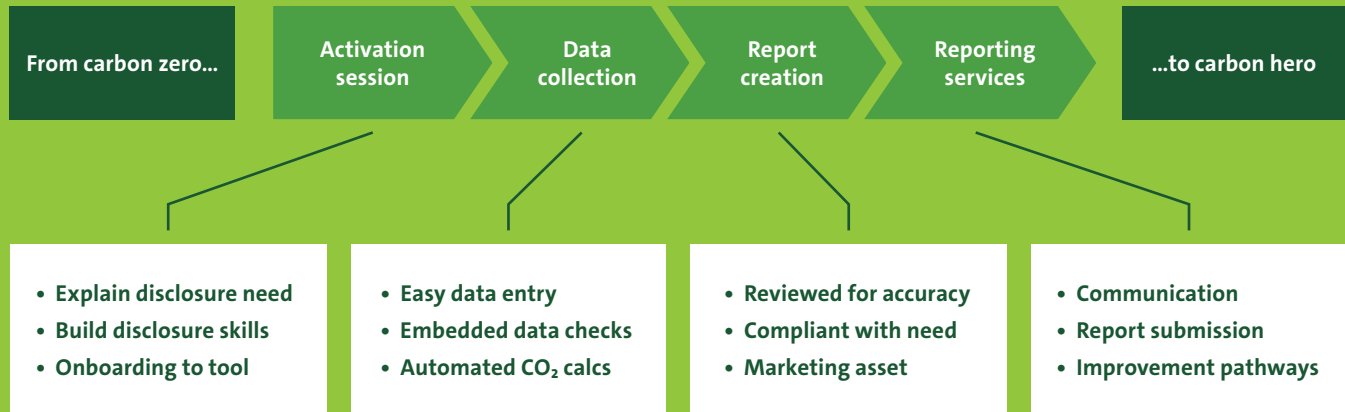 From carbon zero...
Activation
session
Data
collection
Report
creation
Reporting
services
...to carbon hero
• Explain disclosure need
• Build disclosure skills
• Onboarding to tool
• Easy data entry
• Embedded data checks
• Automated CO₂ calcs
• Reviewed for accuracy
• Compliant with need
• Marketing asset
• Communication
• Report submission
• Improvement pathways